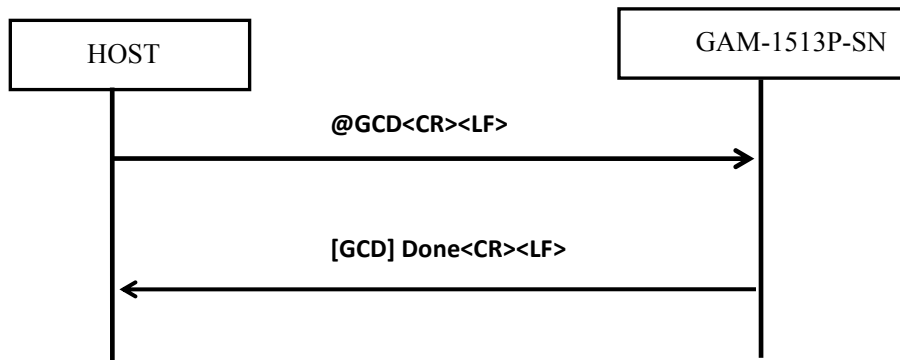 HOST
GAM-1513P-SN
@GCD<CR><LF>
[GCD] Done<CR><LF>